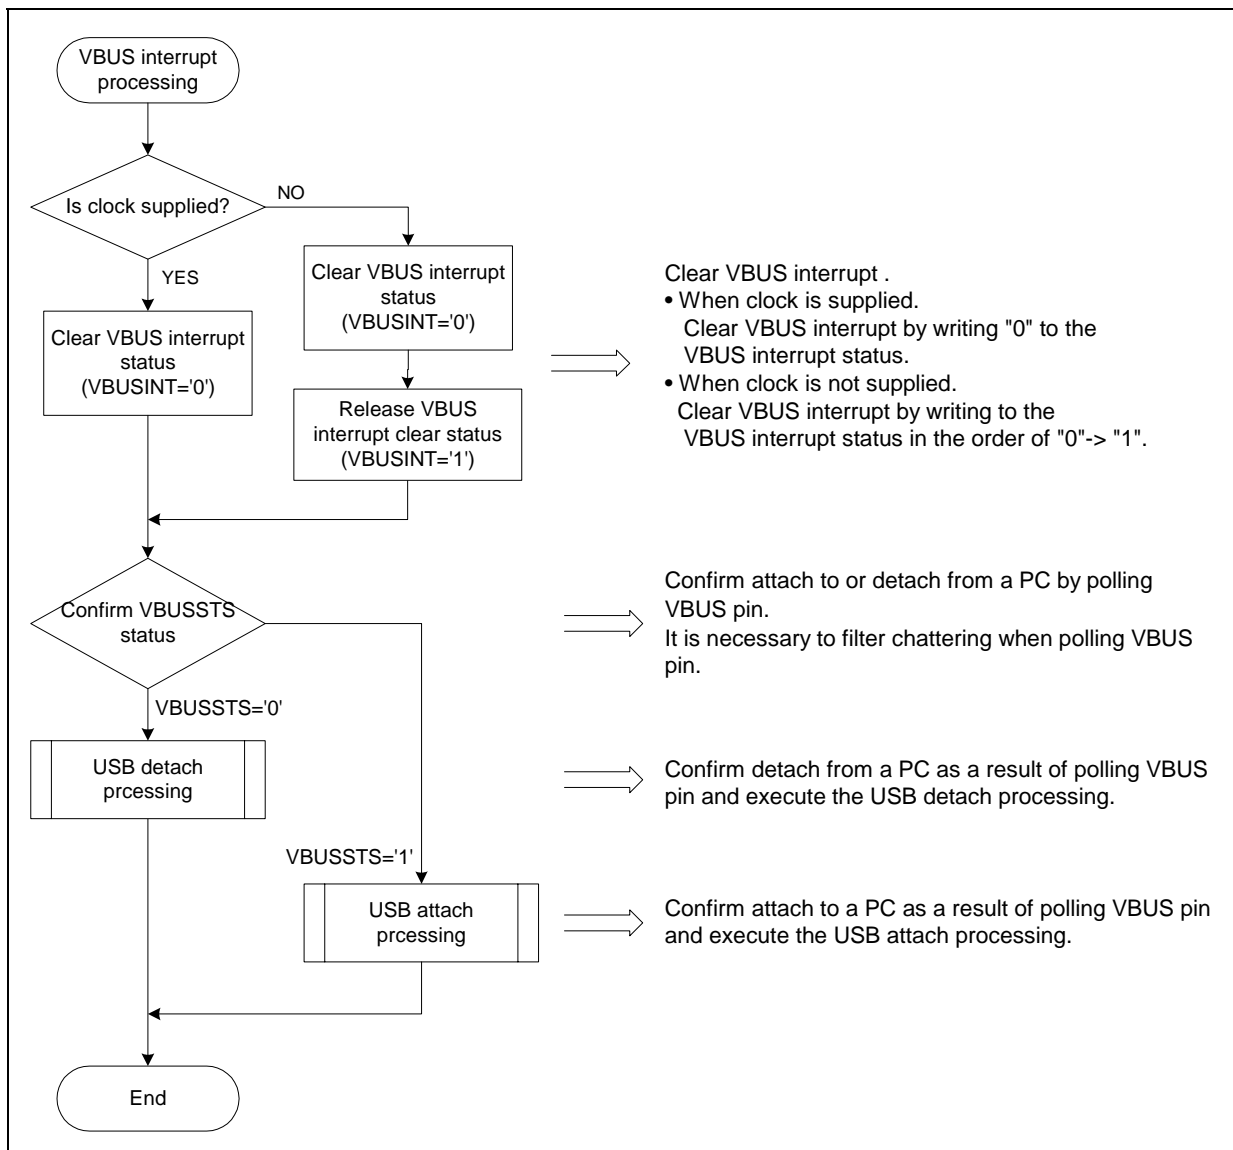 VBUS interrupt
processing
Is clock supplied?
NO
YES
Clear VBUS interrupt
status
(VBUSINT='0')
Clear VBUS interrupt
status
(VBUSINT='0')
Release VBUS
interrupt clear status
(VBUSINT='1')
Clear VBUS interrupt .
• When clock is supplied.
Clear VBUS interrupt by writing "0" to the
VBUS interrupt status.
• When clock is not supplied.
Clear VBUS interrupt by writing to the
VBUS interrupt status in the order of "0"-> "1".
Confirm VBUSSTS
status
Confirm attach to or detach from a PC by polling
VBUS pin.
It is necessary to filter chattering when polling VBUS
pin.
VBUSSTS='0'
USB detach
prcessing
Confirm detach from a PC as a result of polling VBUS
pin and execute the USB detach processing.
VBUSSTS='1'
USB attach
prcessing
Confirm attach to a PC as a result of polling VBUS pin
and execute the USB attach processing.
End